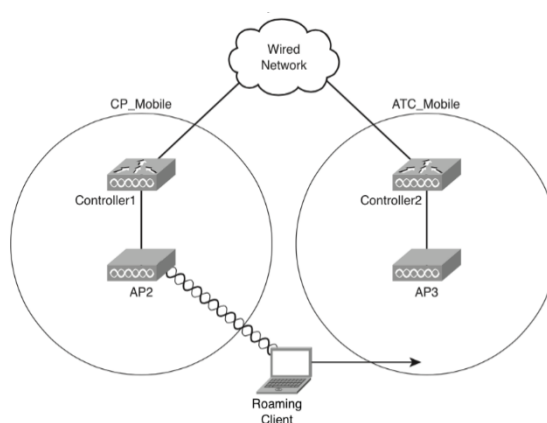 Wired
Network
CP_Mobile
ATC_Mobile
Controller1
Controller2
AP2
AP3
Roaming
Client